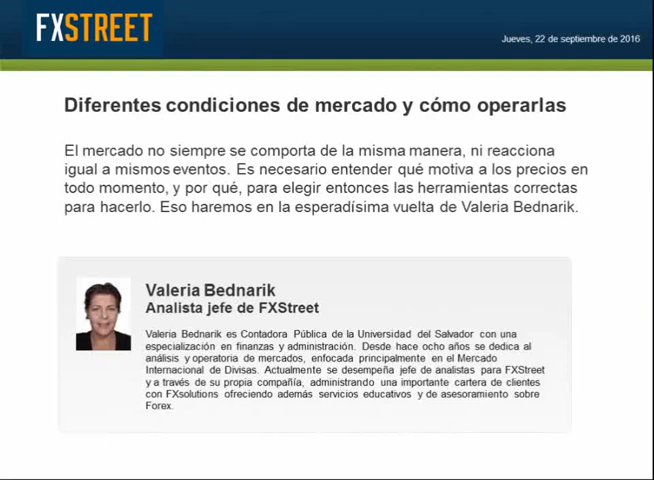 FXSTREET
Jueves, 22 de septiembre de 2016
Diferentes condiciones de mercado y cómo operarlas
El mercado no siempre se comporta de la misma manera, ni reacciona
igual a mismos eventos. Es necesario entender qué motiva a los precios en
todo momento, y por qué, para elegir entonces las herramientas correctas
para hacerlo. Eso haremos en la esperadísima vuelta de Valeria Bednarik.
Valeria Bednarik
Analista jefe de FXStreet
Valeria Bednarik es Contadora Pública de la Universidad del Salvador con una
especialización en finanzas y administración. Desde hace ocho años se dedica al
análisis y operatoria de mercados, enfocada principalmente en el Mercado
Internacional de Divisas. Actualmente se desempeña jefe de analistas para FXStreet
y a través de su propia compañía, administrando una importante cartera de clientes
con FXsolutions ofreciendo además servicios educativos y de asesoramiento sobre
Forex.